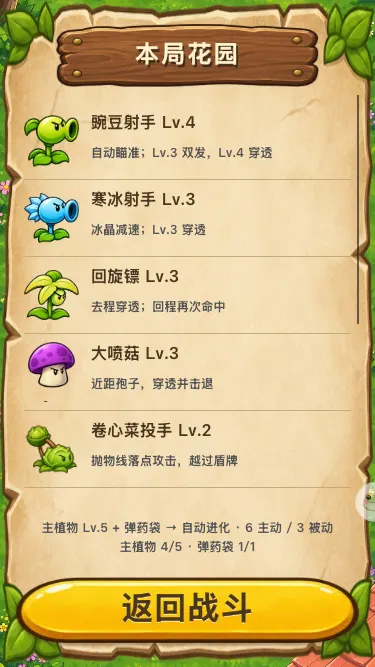 本局花园
豌豆射手 Lv.4
自动瞄准；Lv.3 双发，Lv.4 穿透
寒冰射手 Lv.3
冰晶减速；Lv.3 穿透
回旋镖 Lv.3
去程穿透；回程再次命中
大喷菇 Lv.3
近距孢子，穿透并击退
卷心菜投手 Lv.2
抛物线落点攻击，越过盾牌
主植物 Lv.5 + 弹药袋 → 自动进化 · 6 主动 / 3 被动
主植物 4/5 · 弹药袋 1/1
返回战斗